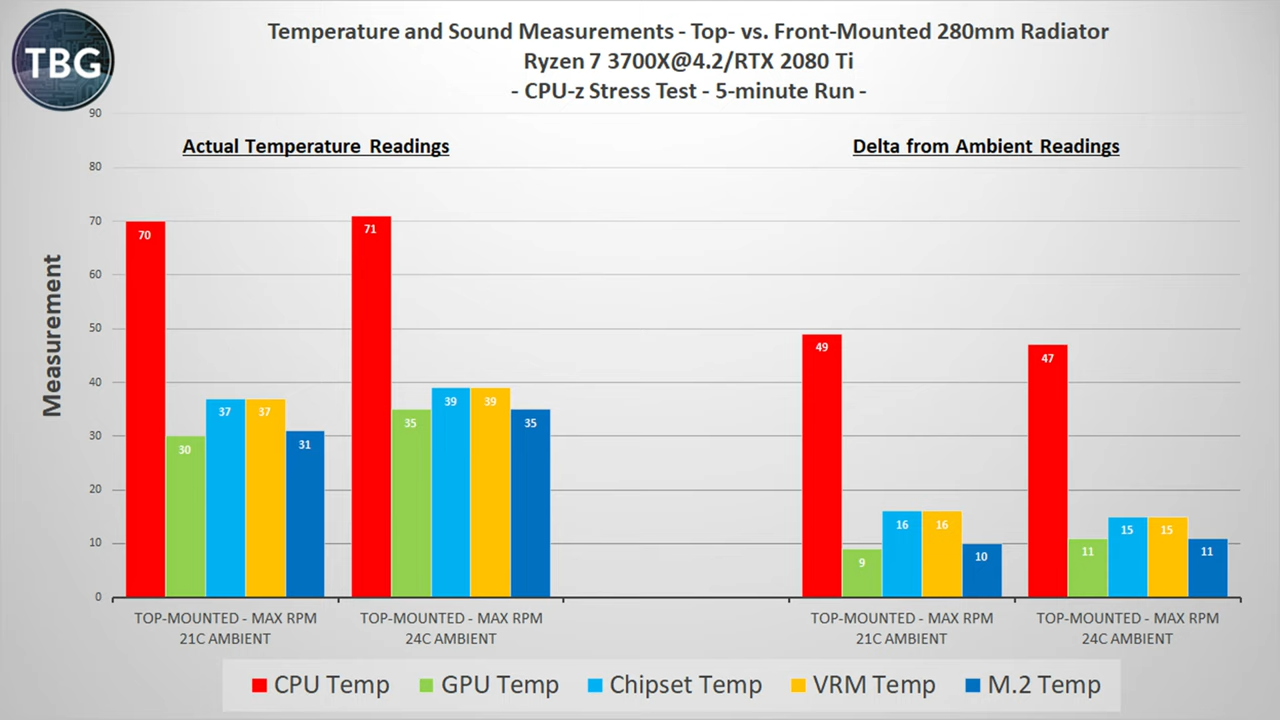 TBG
Temperature and Sound Measurements - Top- vs. Front-Mounted 280mm Radiator
Ryzen 7 3700X@4.2/RTX 2080 Ti
- CPU-z Stress Test - 5-minute Run -
Actual Temperature Readings
Delta from Ambient Readings
Measurement
90
80
70
60
50
40
30
20
10
0
70
30
37
37
31
71
35
39
39
35
49
9
16
16
10
47
11
15
15
11
TOP-MOUNTED - MAX RPM
21C AMBIENT
TOP-MOUNTED - MAX RPM
24C AMBIENT
TOP-MOUNTED - MAX RPM
21C AMBIENT
TOP-MOUNTED - MAX RPM
24C AMBIENT
CPU Temp
GPU Temp
Chipset Temp
VRM Temp
M.2 Temp